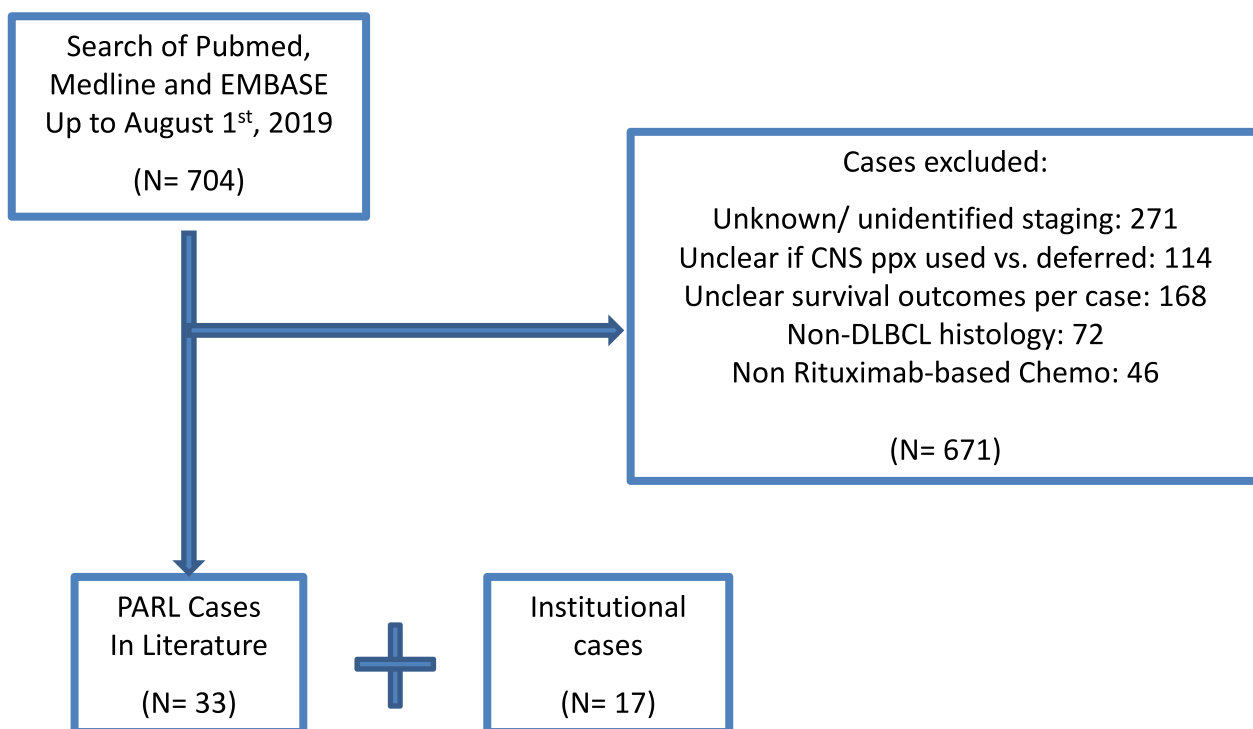 Search of Pubmed,
Medline and EMBASE
Up to August 1st, 2019
(N= 704)
Cases excluded:
Unknown/ unidentified staging: 271
Unclear if CNS ppx used vs. deferred: 114
Unclear survival outcomes per case: 168
Non-DLBCL histology: 72
Non Rituximab-based Chemo: 46
(N= 671)
PARL Cases
In Literature
(N= 33)
Institutional
cases
(N= 17)